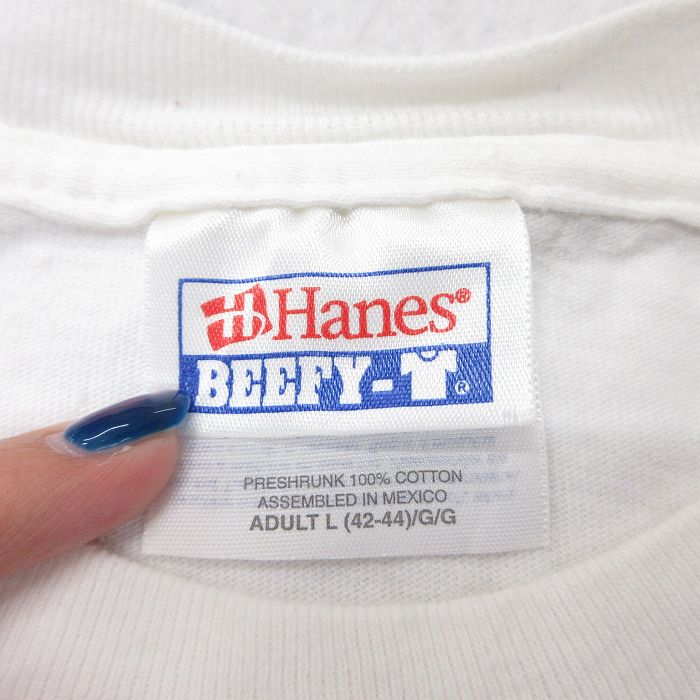 Hanes®
BEEFY-T®
PRESHRUNK 100% COTTON
ASSEMBLED IN MEXICO
ADULT L (42-44)/G/G